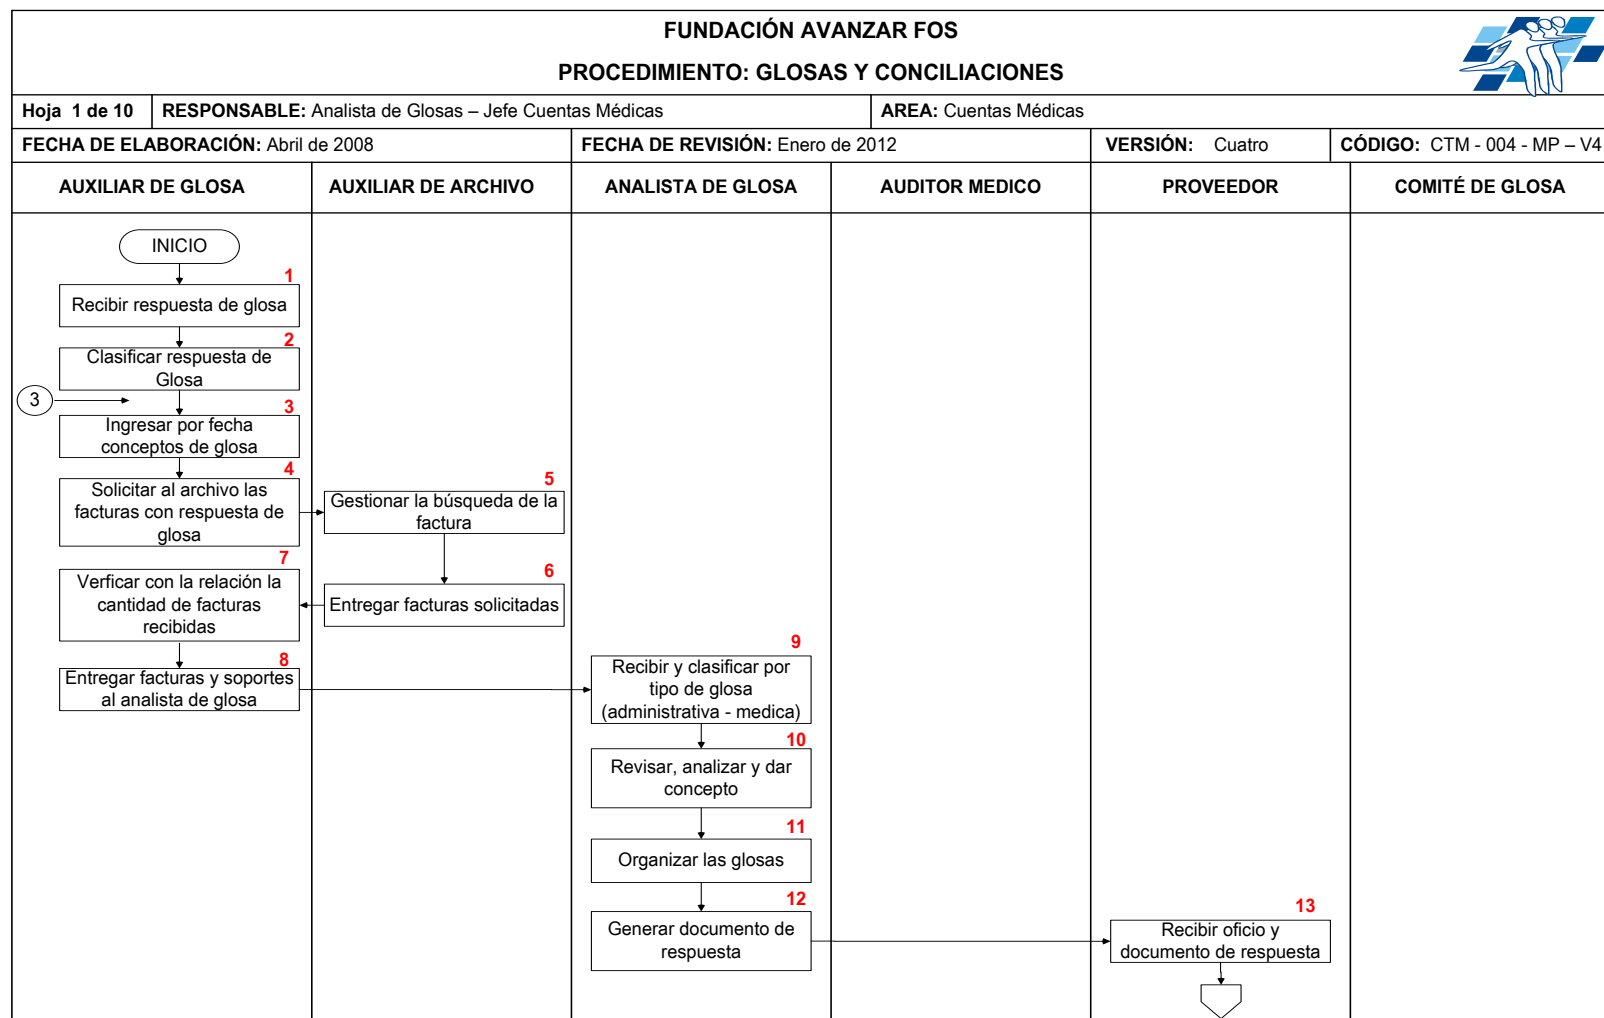 FUNDACIÓN AVANZAR FOS
PROCEDIMIENTO: GLOSAS Y CONCILIACIONES
Hoja 1 de 10 RESPONSABLE: Analista de Glosas – Jefe Cuentas Médicas AREA: Cuentas Médicas
FECHA DE ELABORACIÓN: Abril de 2008 FECHA DE REVISIÓN: Enero de 2012 VERSIÓN: Cuatro CÓDIGO: CTM - 004 - MP – V4
AUXILIAR DE GLOSA AUXILIAR DE ARCHIVO ANALISTA DE GLOSA AUDITOR MEDICO PROVEEDOR COMITÉ DE GLOSA
INICIO
1
Recibir respuesta de glosa
2
Clasificar respuesta de
Glosa
3
3
Ingresar por fecha
conceptos de glosa
4
Solicitar al archivo las
facturas con respuesta de
glosa
5
Gestionar la búsqueda de la
factura
6
Entregar facturas solicitadas
7
Verficar con la relación la
cantidad de facturas
recibidas
8
Entregar facturas y soportes
al analista de glosa
9
Recibir y clasificar por
tipo de glosa
(administrativa - medica)
10
Revisar, analizar y dar
concepto
11
Organizar las glosas
12
Generar documento de
respuesta
13
Recibir oficio y
documento de respuesta